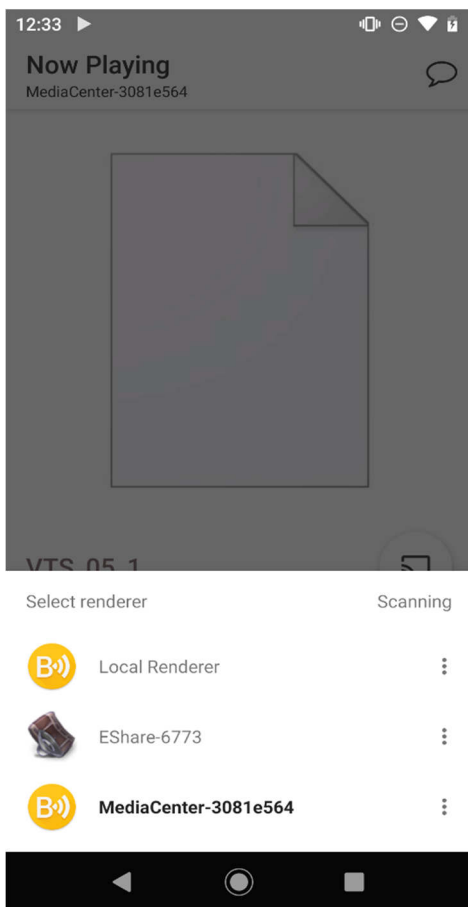 12:33
Now Playing
MediaCenter-3081e564
VTS_05_1
Select renderer
Scanning
Local Renderer
EShare-6773
MediaCenter-3081e564